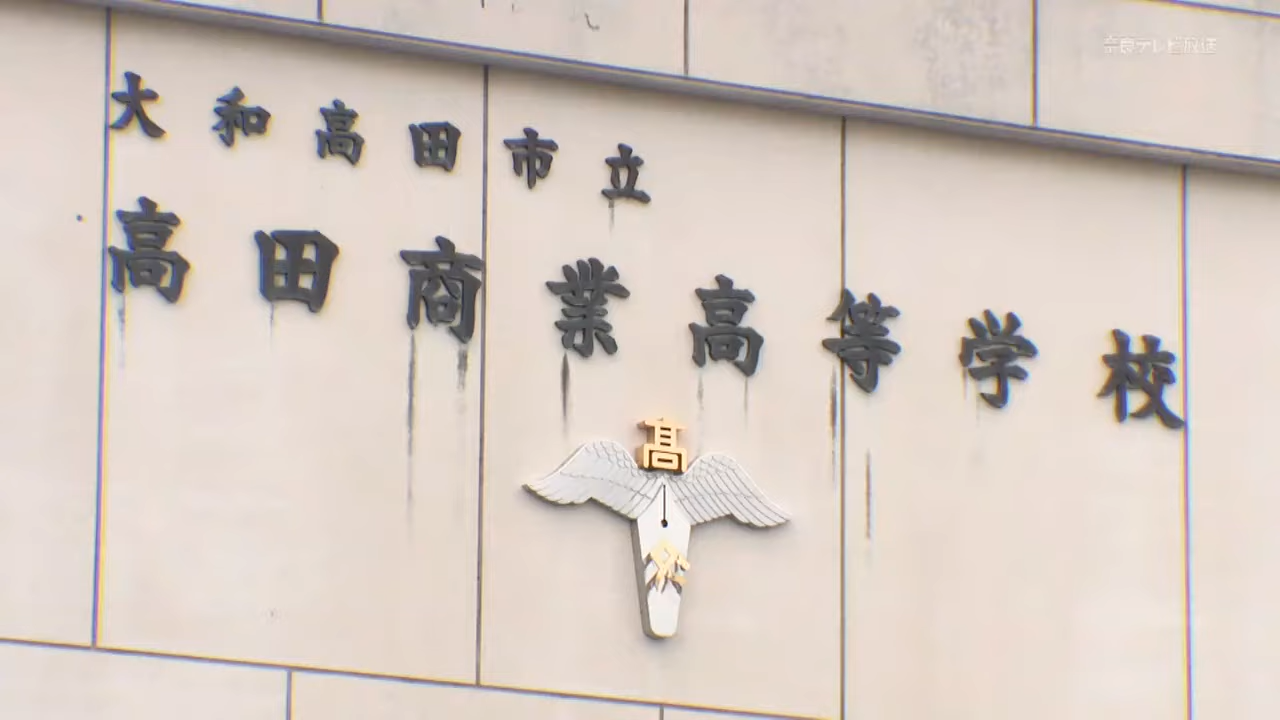 奈良テレビ放送
大和高田市立
高田商業高等学校
髙